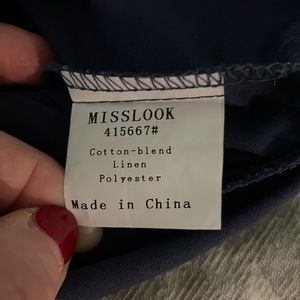 MISSLOOK
415667#
Cotton-blend
Linen
Polyester
Made in China